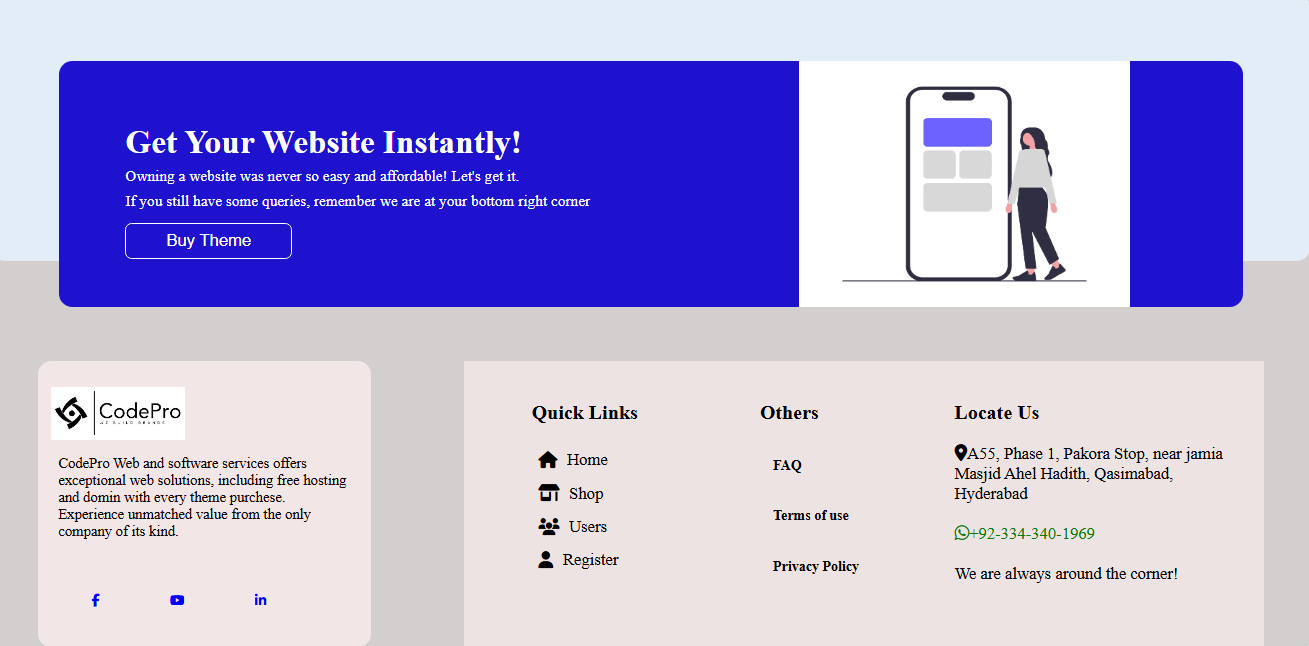 Get Your Website Instantly!
Owning a website was never so easy and affordable! Let's get it.
If you still have some queries, remember we are at your bottom right corner
Buy Theme
CodePro
WE BUILD BRANDS
CodePro Web and software services offers
exceptional web solutions, including free hosting
and domin with every theme purchese.
Experience unmatched value from the only
company of its kind.
Quick Links
Home
Shop
Users
Register
Others
FAQ
Terms of use
Privacy Policy
Locate Us
A55, Phase 1, Pakora Stop, near jamia
Masjid Ahel Hadith, Qasimabad,
Hyderabad
+92-334-340-1969
We are always around the corner!